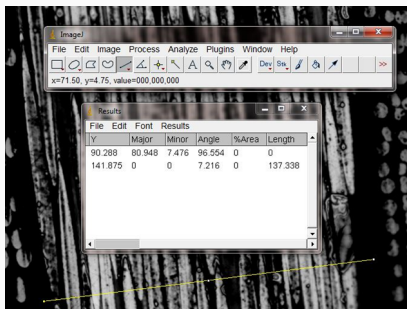 ImageJ
File Edit Image Process Analyze Plugins Window Help
A Dev Stk >>
x=71.50, y=4.75, value=000,000,000
Results
File Edit Font Results
Y Major Minor Angle %Area Length
90.288 80.948 7.476 96.554 0 0
141.875 0 0 7.216 0 137.338